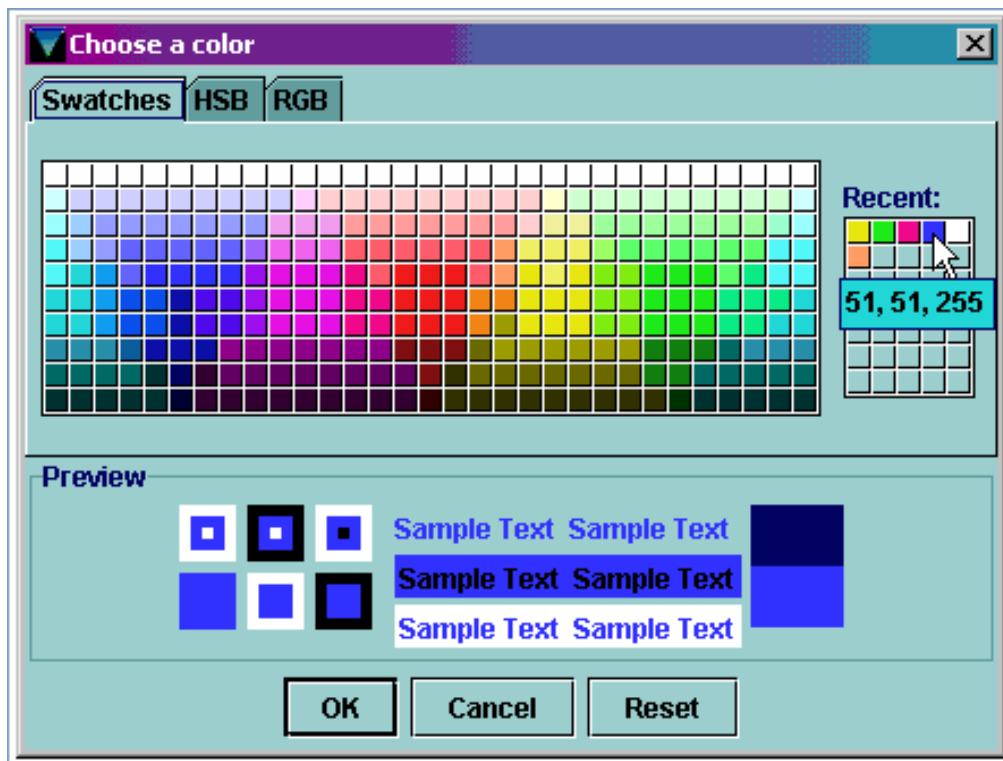 Choose a color
Swatches HSB RGB
Recent:
51, 51, 255
Preview
Sample Text Sample Text
Sample Text Sample Text
Sample Text Sample Text
OK Cancel Reset